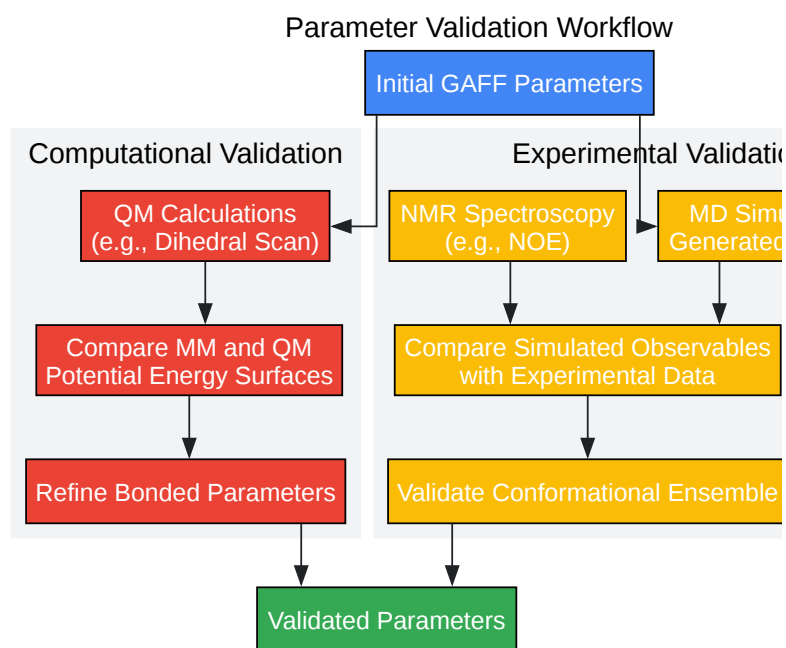 Parameter Validation Workflow
Initial GAFF Parameters
Computational Validation
Experimental
QM Calculations
(e.g., Dihedral Scan)
NMR Spectroscopy
(e.g., NOE)
MD
Generated
Compare MM and QM
Potential Energy Surfaces
Compare Simulated Observables
with Experimental Data
Refine Bonded Parameters
Validate Conformational Ensemble
Validated Parameters